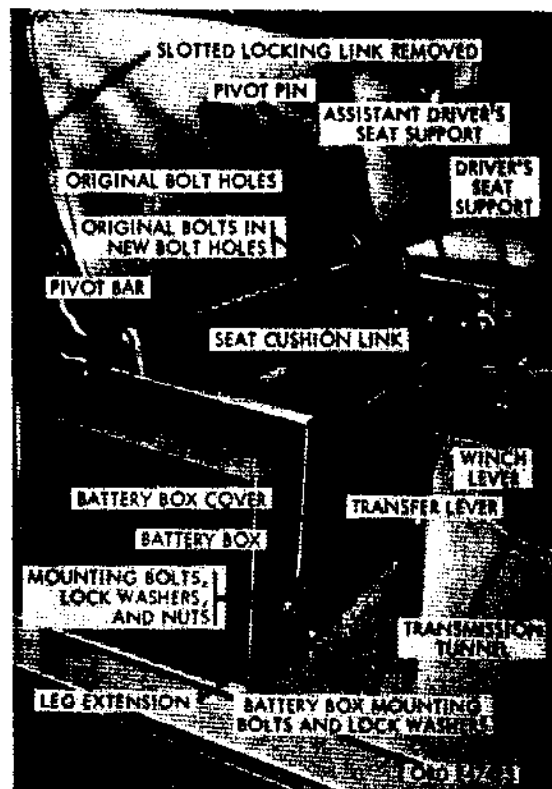 SLOTTED LOCKING LINK REMOVED
PIVOT PIN
ASSISTANT DRIVER'S
SEAT SUPPORT
DRIVER'S
SEAT
SUPPORT
ORIGINAL BOLT HOLES
ORIGINAL BOLTS IN
NEW BOLT HOLES
PIVOT BAR
SEAT CUSHION LINK
WINCH
LEVER
BATTERY BOX COVER
TRANSFER LEVER
BATTERY BOX
MOUNTING BOLTS,
LOCK WASHERS,
AND NUTS
TRANSMISSION
TUNNEL
LEG EXTENSION
BATTERY BOX MOUNTING
BOLTS AND LOCK WASHERS
ORD